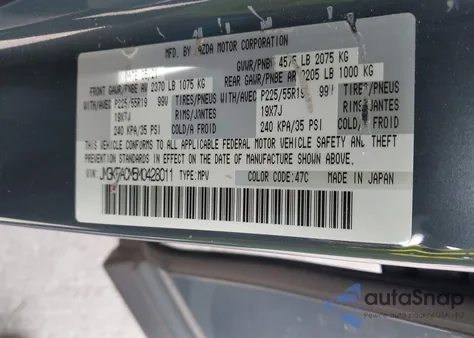 MFD. BY MAZDA MOTOR CORPORATION
GVWR/PNBV 4575 LB 2075 KG
FRONT GAWR/PNBE AV 2370 LB 1075 KG
REAR GAWR/PNBE AR 2205 LB 1000 KG
WITH/AVEC P225/55R19 99V TIRES/PNEUS
WITH/AVEC P225/55R19 99V TIRES/PNEUS
19X7J RIMS/JANTES
19X7J RIMS/JANTES
240 KPA/35 PSI COLD/A FROID
240 KPA/35 PSI COLD/A FROID
THIS VEHICLE CONFORMS TO ALL APPLICABLE FEDERAL MOTOR VEHICLE SAFETY AND THEFT
PREVENTION STANDARDS IN EFFECT ON THE DATE OF MANUFACTURE SHOWN ABOVE.
VIN: TYPE: MPV COLOR CODE: 47C MADE IN JAPAN
autoSnap